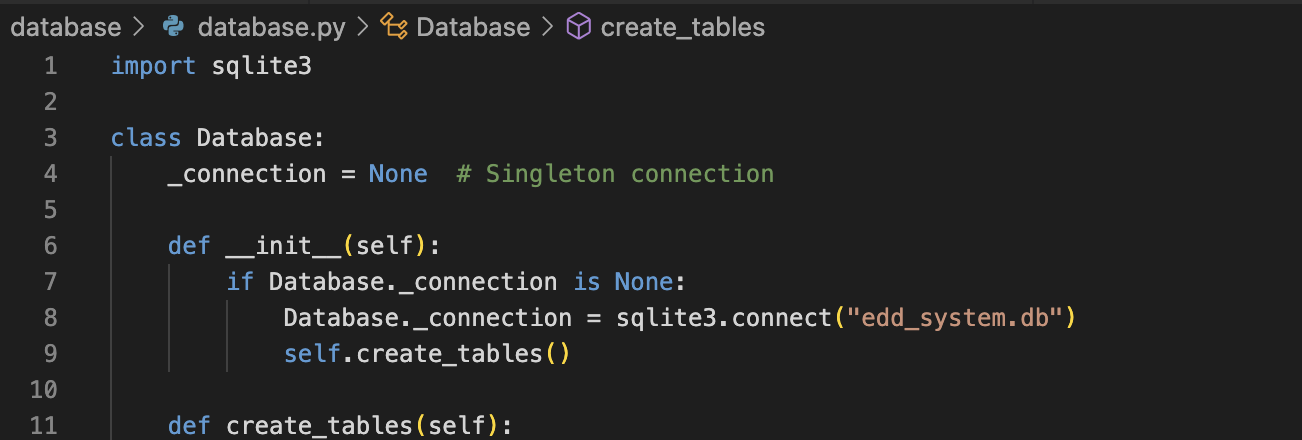 database > database.py > Database > create_tables
1 import sqlite3
2
3 class Database:
4     _connection = None  # Singleton connection
5
6     def __init__(self):
7         if Database._connection is None:
8             Database._connection = sqlite3.connect("edd_system.db")
9             self.create_tables()
10
11     def create_tables(self):